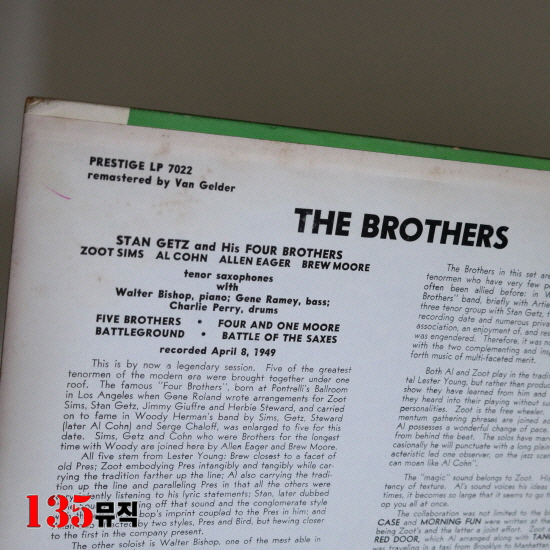 PRESTIGE LP 7022
remastered by Van Gelder
THE BROTHERS
STAN GETZ and His FOUR BROTHERS
ZOOT SIMS AL COHN ALLEN EAGER BREW MOORE
tenor saxophones
with
Walter Bishop, piano; Gene Ramey, bass;
Charlie Perry, drums
FIVE BROTHERS • FOUR AND ONE MOORE
BATTLEGROUND • BATTLE OF THE SAXES
recorded April 8, 1949
This is by now a legendary session. Five of the greatest
tenormen of the modern era were brought together under one
roof. The famous "Four Brothers", born at Pontrelli's Ballroom
in Los Angeles when Gene Roland wrote arrangements for Zoot
Sims, Stan Getz, Jimmy Giuffre and Herbie Steward, and carried
on to fame in Woody Herman's band by Sims, Getz, Steward
(later Al Cohn) and Serge Chaloff, was enlarged to five for this
date. Sims, Getz and Cohn who were Brothers for the longest
time with Woody are joined here by Allen Eager and Brew Moore.
All five stem from Lester Young: Brew closest to a facet of
old Pres; Zoot embodying Pres intangibly and tangibly while car-
rying the tradition farther up the line; Al also carrying the tradi-
tion up the line and paralleling Pres in that all the others were
listening to his lyric statements; Stan, later dubbed
off that sound and the conglomerate style
bop's imprint coupled to the Pres in him; and
by two styles, Pres and Bird, but hewing closer
to the first in the company present.
The other soloist is Walter Bishop, one of the most able in
The Brothers in this set are
tenormen who have very few p
often been allied before: in W
Brothers" band, briefly with Artie
three tenor group with Stan Getz, t
recording date and numerous priva
association, an enjoyment of, and res
was engendered. Therefore, it was no
with the two complementing and in
forth music of multi-faceted merit.
Both Al and Zoot play in the tradit
tal Lester Young, but rather than produc
show they have learned from him and
they heard into their playing without sa
personalities. Zoot is the free wheeler.
mentum gathering phrases are joined ac
Al possesses a wonderful change of pace,
from behind the beat. The solos have man
casionally he will punctuate with a long
acteristic led one observer, on the jazz scen
can moan like Al Cohn".
The "magic" sound belongs to Zoot. His
tency of texture. Al's sound voices his ideas
times, it becomes so large that it seems to go
op you all at once.
The collaboration was not limited to the b
CASE and MORNING FUN were written at
being Zoot's and the latter a joint effort.
RED DOOR, which Al arranged along with TAN
was traveling at a fast Brooklyn to Manhattan
135뮤직